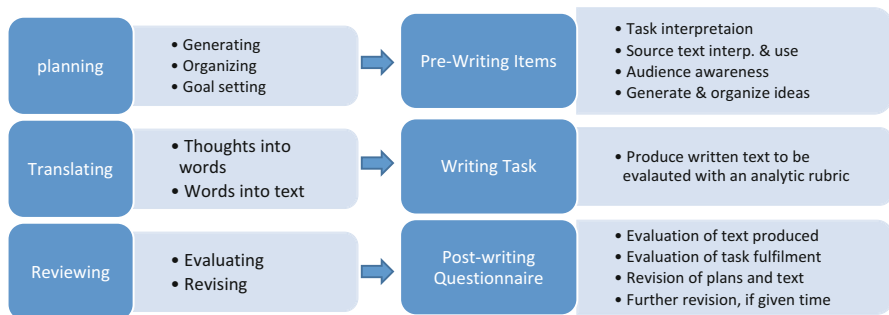 planning
• Generating
• Organizing
• Goal setting
Pre-Writing Items
• Task interpretaion
• Source text interp. & use
• Audience awareness
• Generate & organize ideas
Translating
• Thoughts into
words
• Words into text
Writing Task
• Produce written text to be
evalauted with an analytic rubric
Reviewing
• Evaluating
• Revising
Post-writing
Questionnaire
• Evaluation of text produced
• Evaluation of task fulfilment
• Revision of plans and text
• Further revision, if given time